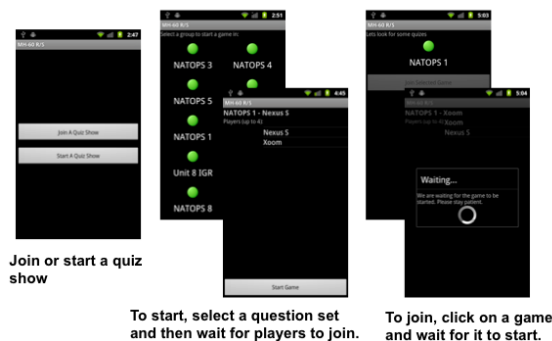 2:47
MH-60 R/S
Join A Quiz Show
Start A Quiz Show
Join or start a quiz
show
2:51
MH-60 R/S
Select a group to start a game in:
NATOPS 3
NATOPS 4
NATOPS 5
NATOPS 1
Unit 8 IGR
NATOPS 8
4:45
MH-60 R/S
NATOPS 1 - Nexus S
Players (up to 4)
Nexus S
Xoom
Start Game
To start, select a question set
and then wait for players to join.
5:03
MH-60 R/S
Lets look for some quizes
NATOPS 1
Join Selected Game
5:04
MH-60 R/S
NATOPS 1 - Nexus S
Players (up to 4)
Xoom
Nexus S
Waiting...
We are waiting for the game to be
started. Please stay patient.
To join, click on a game
and wait for it to start.